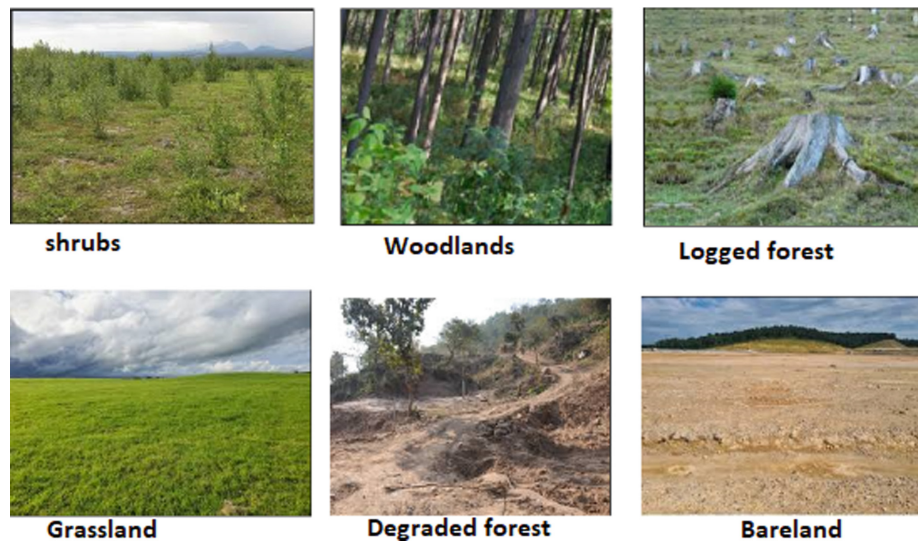 shrubs
Woodlands
Logged forest
Grassland
Degraded forest
Bareland